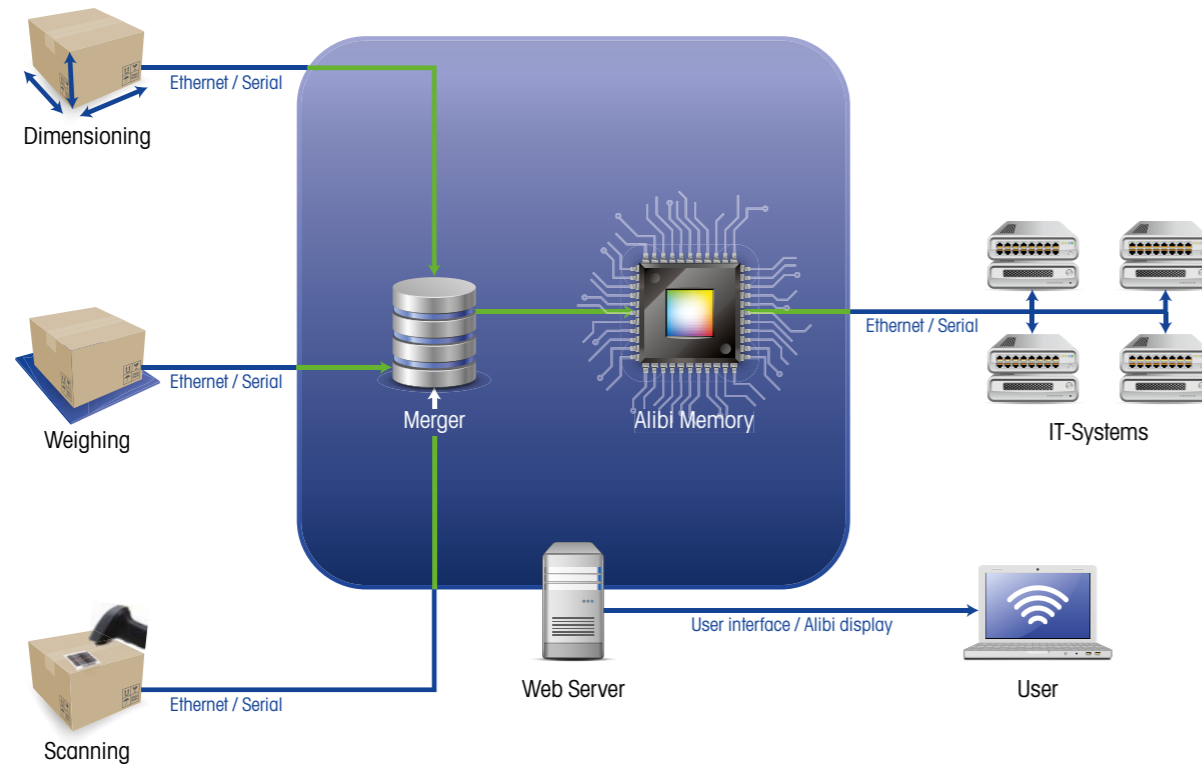 Ethernet / Serial
Dimensioning
Ethernet / Serial
Weighing
Merger
Alibi Memory
Ethernet / Serial
IT-Systems
User interface / Alibi display
Web Server
User
Ethernet / Serial
Scanning